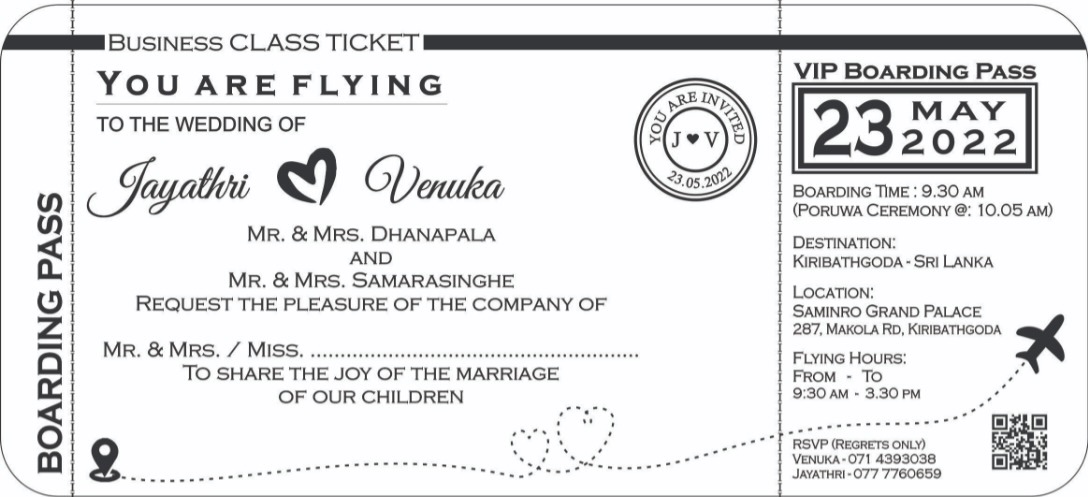 BUSINESS CLASS TICKET
YOU ARE FLYING
TO THE WEDDING OF
Jayathri Venuka
MR. & MRS. DHANAPALA
AND
MR. & MRS. SAMARASINGHE
REQUEST THE PLEASURE OF THE COMPANY OF
MR. & MRS. / MISS. .......................................................
TO SHARE THE JOY OF THE MARRIAGE
OF OUR CHILDREN
BOARDING PASS
YOU ARE INVITED
J V
23.05.2022
VIP BOARDING PASS
23 MAY
2022
BOARDING TIME : 9.30 AM
(PORUWA CEREMONY @: 10.05 AM)
DESTINATION:
KIRIBATHGODA - SRI LANKA
LOCATION:
SAMINRO GRAND PALACE
287, MAKOLA RD, KIRIBATHGODA
FLYING HOURS:
FROM - TO
9:30 AM - 3.30 PM
RSVP (REGRETS ONLY)
VENUKA - 071 4393038
JAYATHRI - 077 7760659